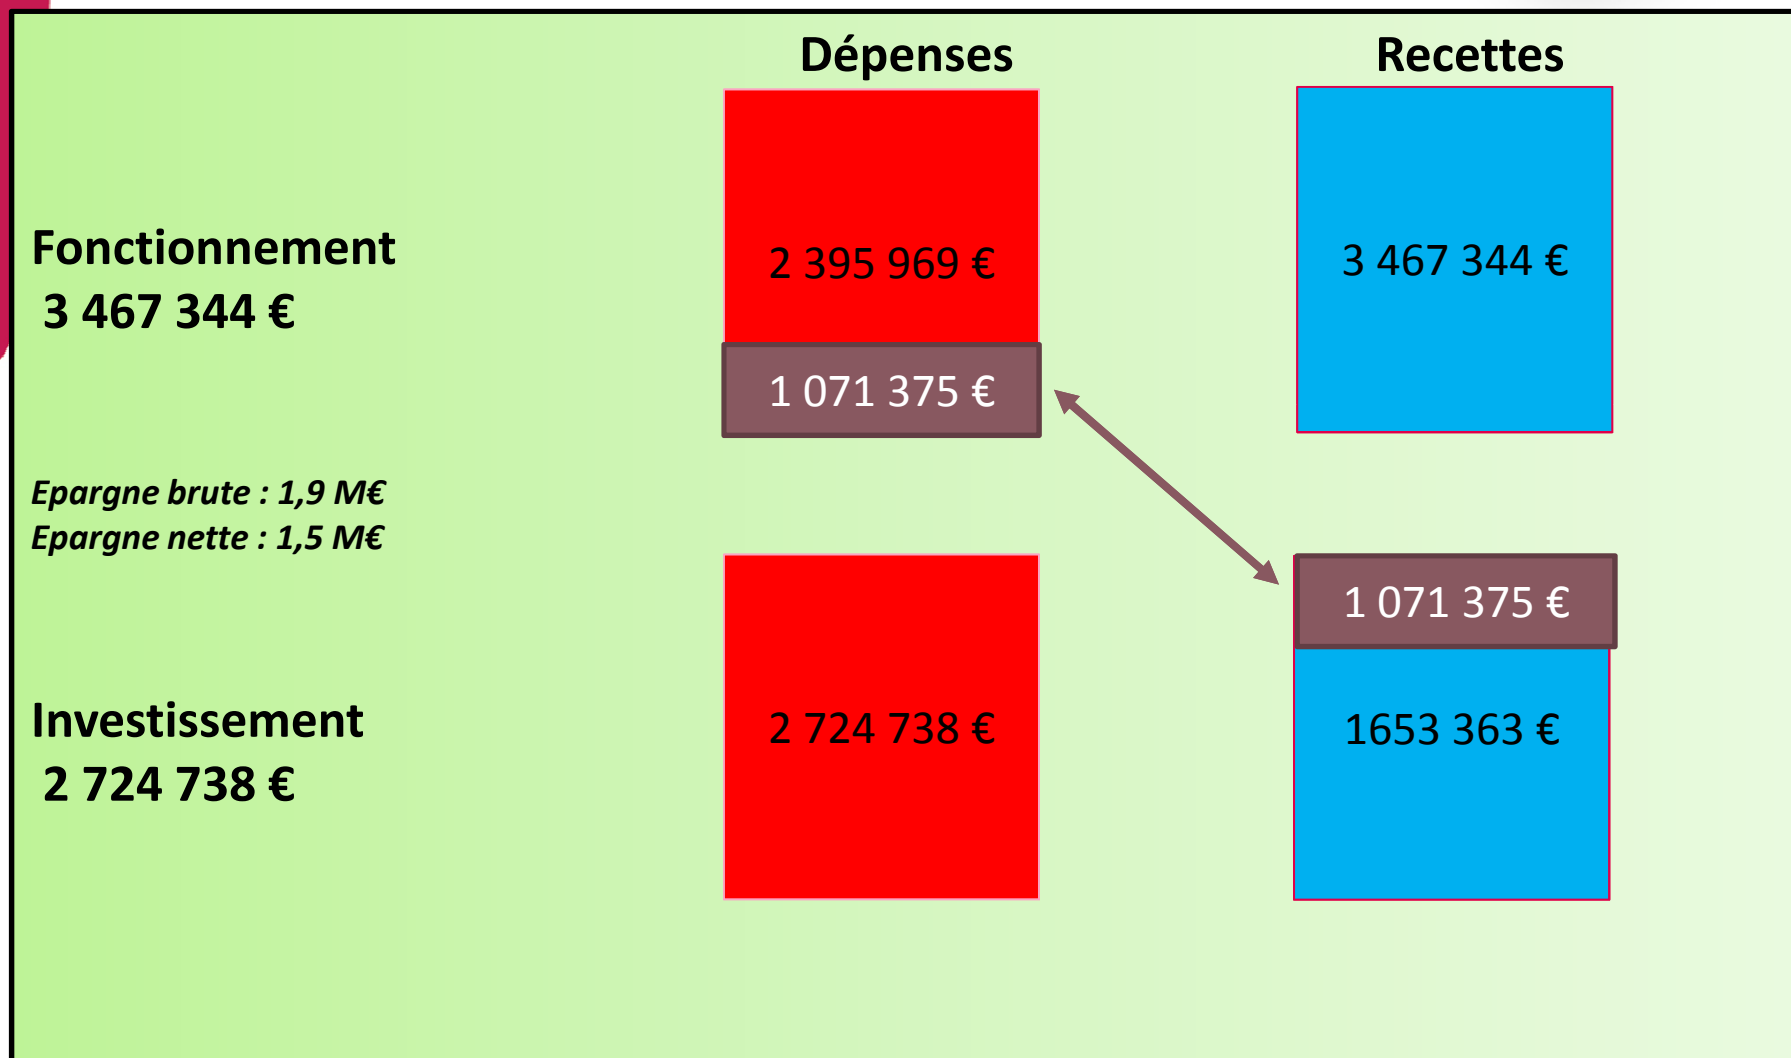 Dépenses
Recettes
Fonctionnement
3 467 344 €
2 395 969 €
3 467 344 €
1 071 375 €
Epargne brute : 1,9 M€
Epargne nette : 1,5 M€
1 071 375 €
Investissement
2 724 738 €
2 724 738 €
1653 363 €